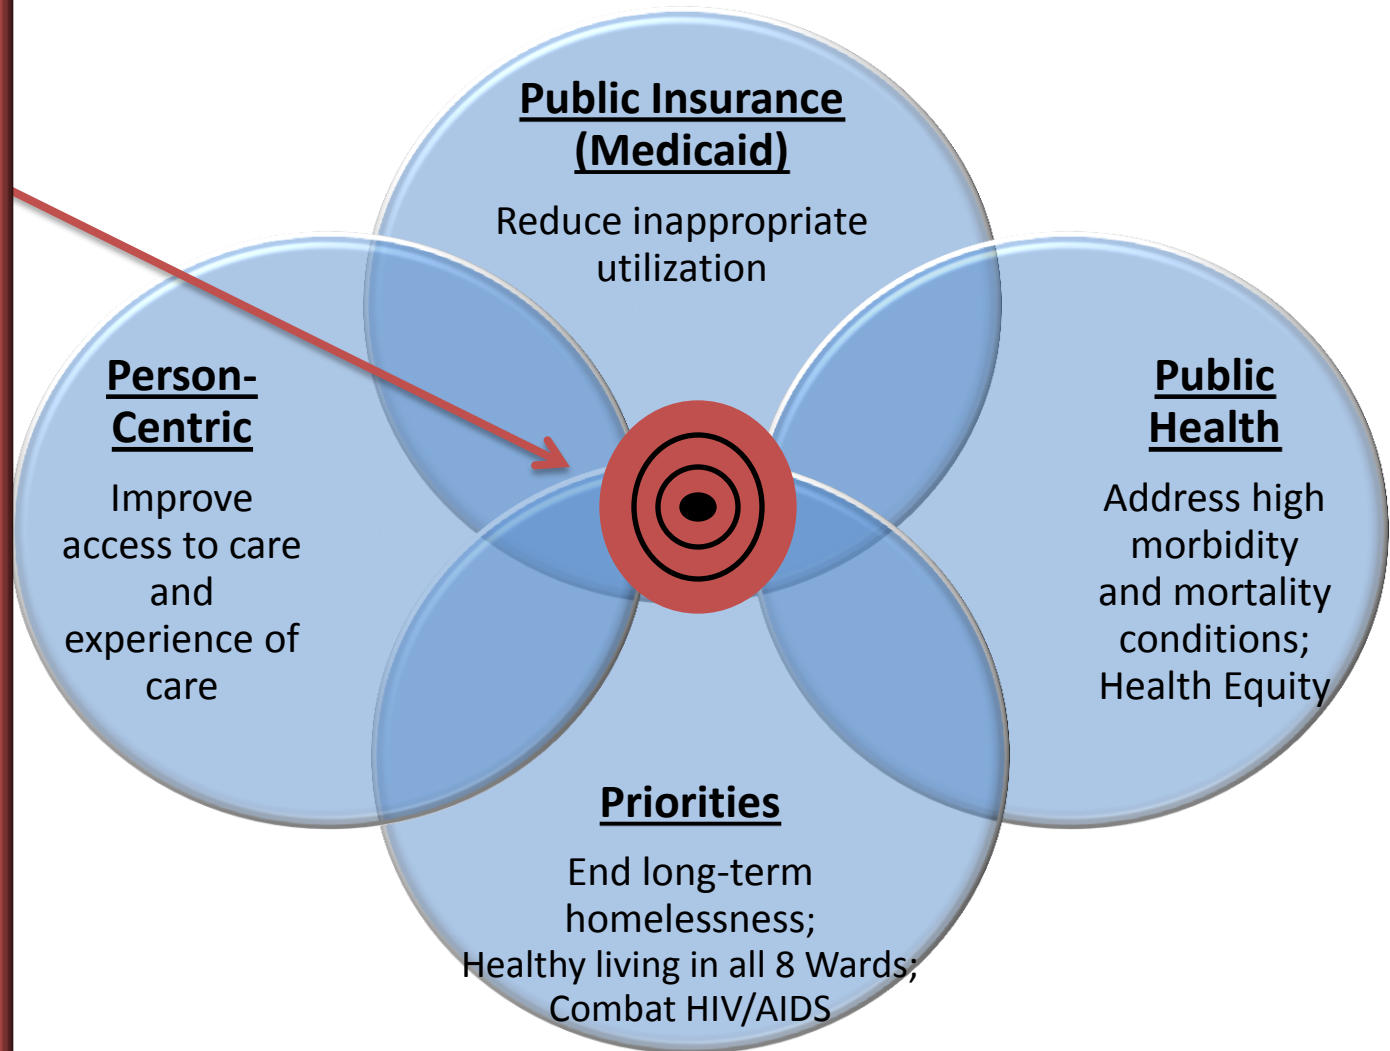 Public Insurance
(Medicaid)
Reduce inappropriate
utilization
Person-
Centric
Improve
access to care
and
experience of
care
Public
Health
Address high
morbidity
and mortality
conditions;
Health Equity
Priorities
End long-term
homelessness;
Healthy living in all 8 Wards;
Combat HIV/AIDS